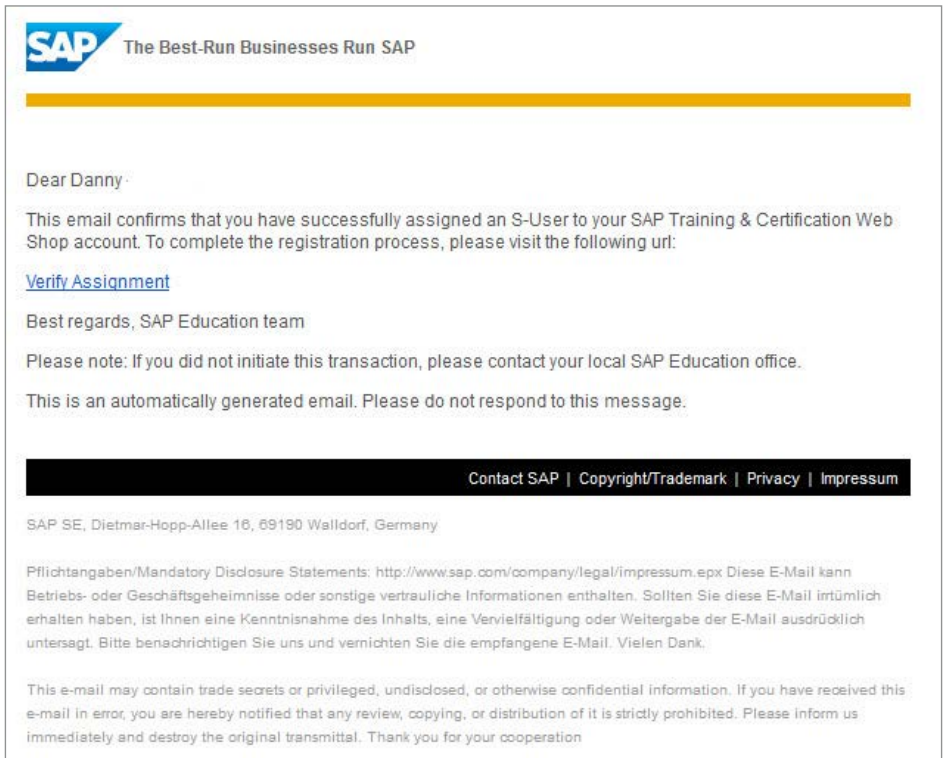 SAP The Best-Run Businesses Run SAP
Dear Danny
This email confirms that you have successfully assigned an S-User to your SAP Training & Certification Web
Shop account. To complete the registration process, please visit the following url:
Verify Assignment
Best regards, SAP Education team
Please note: If you did not initiate this transaction, please contact your local SAP Education office.
This is an automatically generated email. Please do not respond to this message.
Contact SAP | Copyright/Trademark | Privacy | Impressum
SAP SE, Dietmar-Hopp-Allee 16, 69190 Walldorf, Germany
Pflichtangaben/Mandatory Disclosure Statements: http://www.sap.com/company/legal/impressum.epx Diese E-Mail kann
Betriebs- oder Geschäftsgeheimnisse oder sonstige vertrauliche Informationen enthalten. Sollten Sie diese E-Mail irrtümlich
erhalten haben, ist Ihnen eine Kenntnisnahme des Inhalts, eine Vervielfältigung oder Weitergabe der E-Mail ausdrücklich
untersagt. Bitte benachrichtigen Sie uns und vernichten Sie die empfangene E-Mail. Vielen Dank.
This e-mail may contain trade secrets or privileged, undisclosed, or otherwise confidential information. If you have received this
e-mail in error, you are hereby notified that any review, copying, or distribution of it is strictly prohibited. Please inform us
immediately and destroy the original transmittal. Thank you for your cooperation